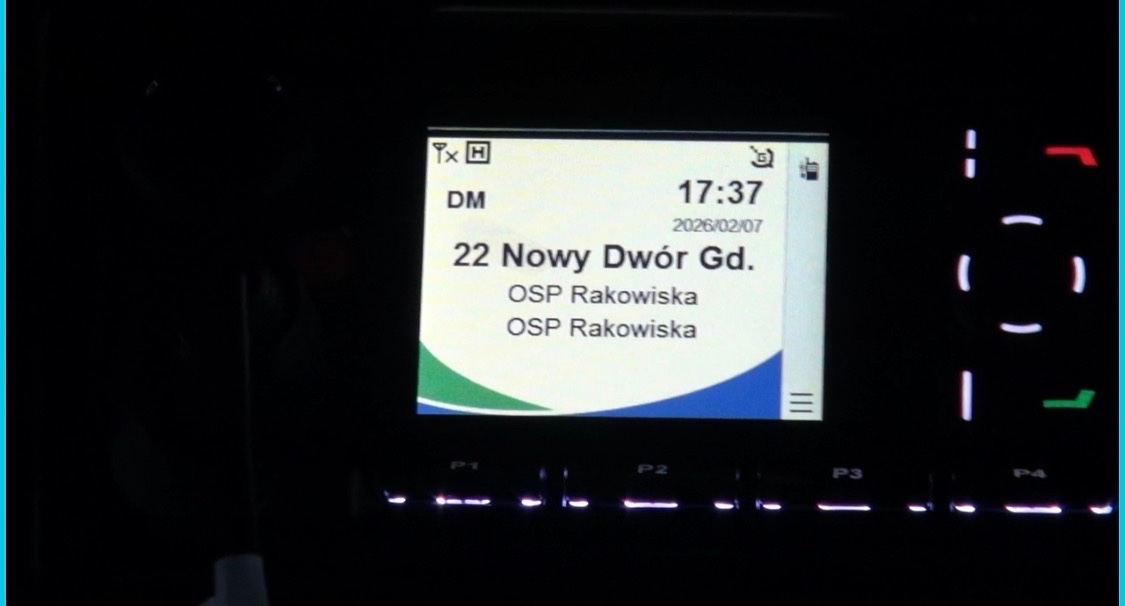 H
DM
17:37
2026/02/07
22 Nowy Dwór Gd.
OSP Rakowiska
OSP Rakowiska
P1
P2
P3
P4